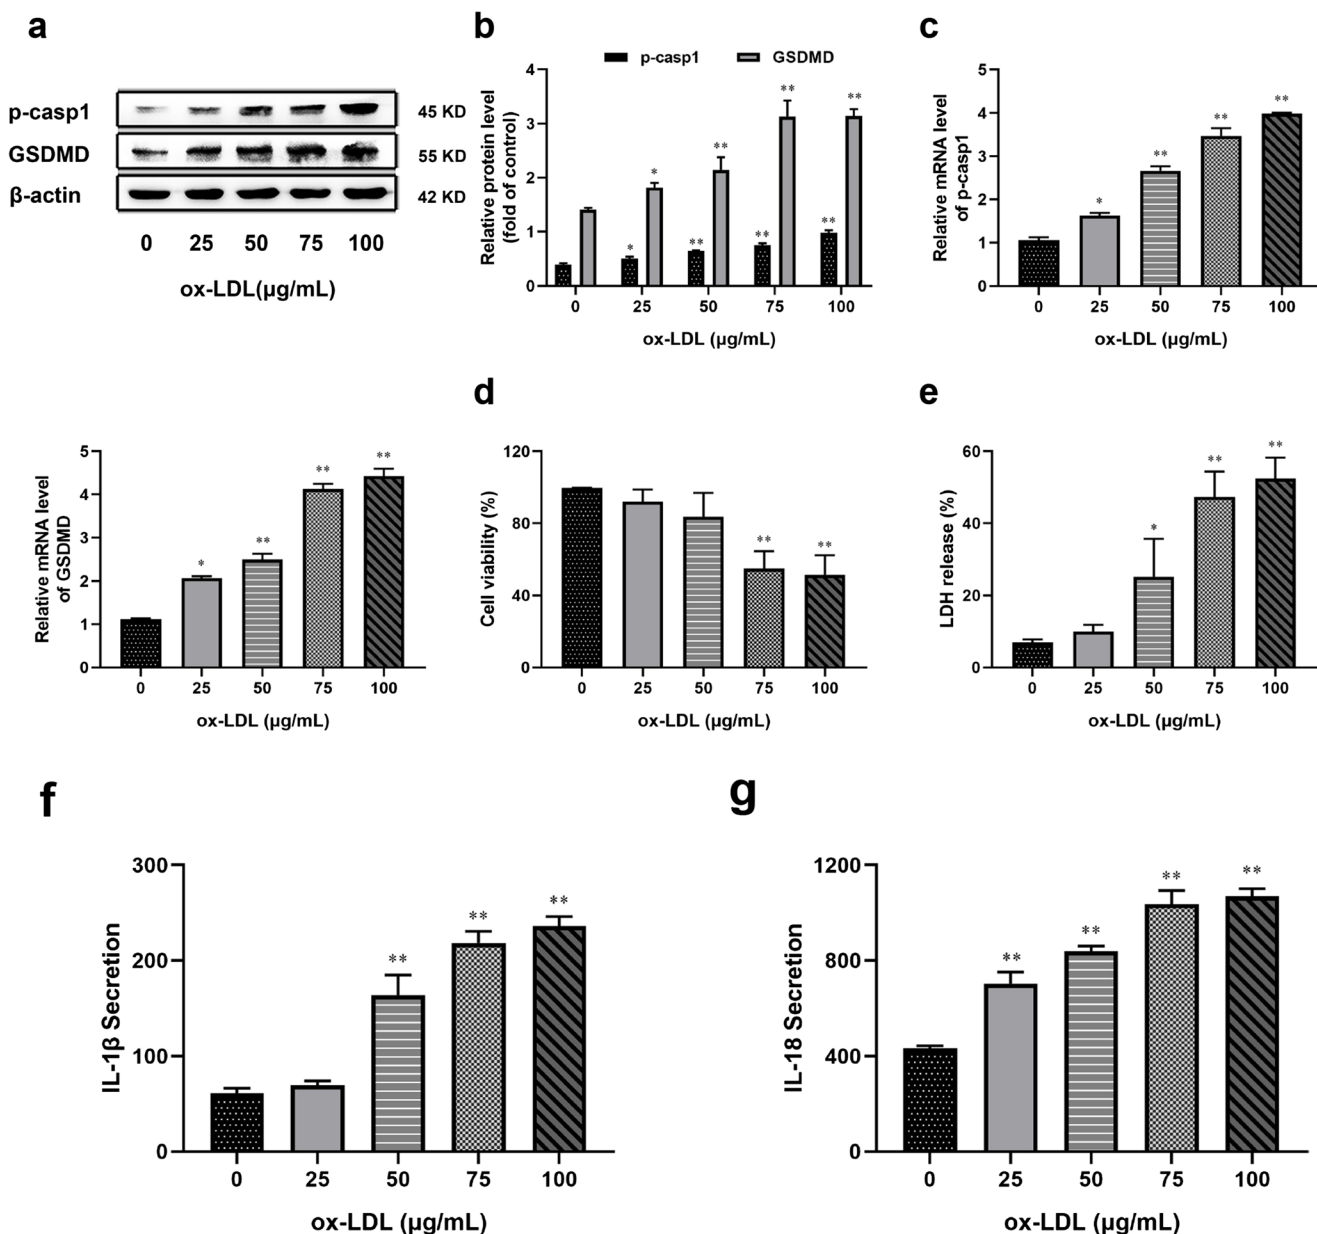 a
p-casp1 45 KD
GSDMD 55 KD
β-actin 42 KD
0 25 50 75 100
ox-LDL(μg/mL)
b
p-casp1 GSDMD
Relative protein level
(fold of control)
4
3
2
1
0
** **
* **
* ** ** **
0 25 50 75 100
ox-LDL (μg/mL)
c
Relative mRNA level
of p-casp1
5
4
3
2
1
0
* ** ** **
0 25 50 75 100
ox-LDL (μg/mL)
Relative mRNA level
of GSDMD
5
4
3
2
1
0
* ** ** **
0 25 50 75 100
ox-LDL (μg/mL)
d
Cell viability (%)
120
80
40
0
** **
0 25 50 75 100
ox-LDL (μg/mL)
e
LDH release (%)
60
40
20
0
* ** **
0 25 50 75 100
ox-LDL (μg/mL)
f
IL-1β Secretion
300
200
100
0
** ** **
0 25 50 75 100
ox-LDL (μg/mL)
g
IL-18 Secretion
1200
800
400
0
** ** ** **
0 25 50 75 100
ox-LDL (μg/mL)